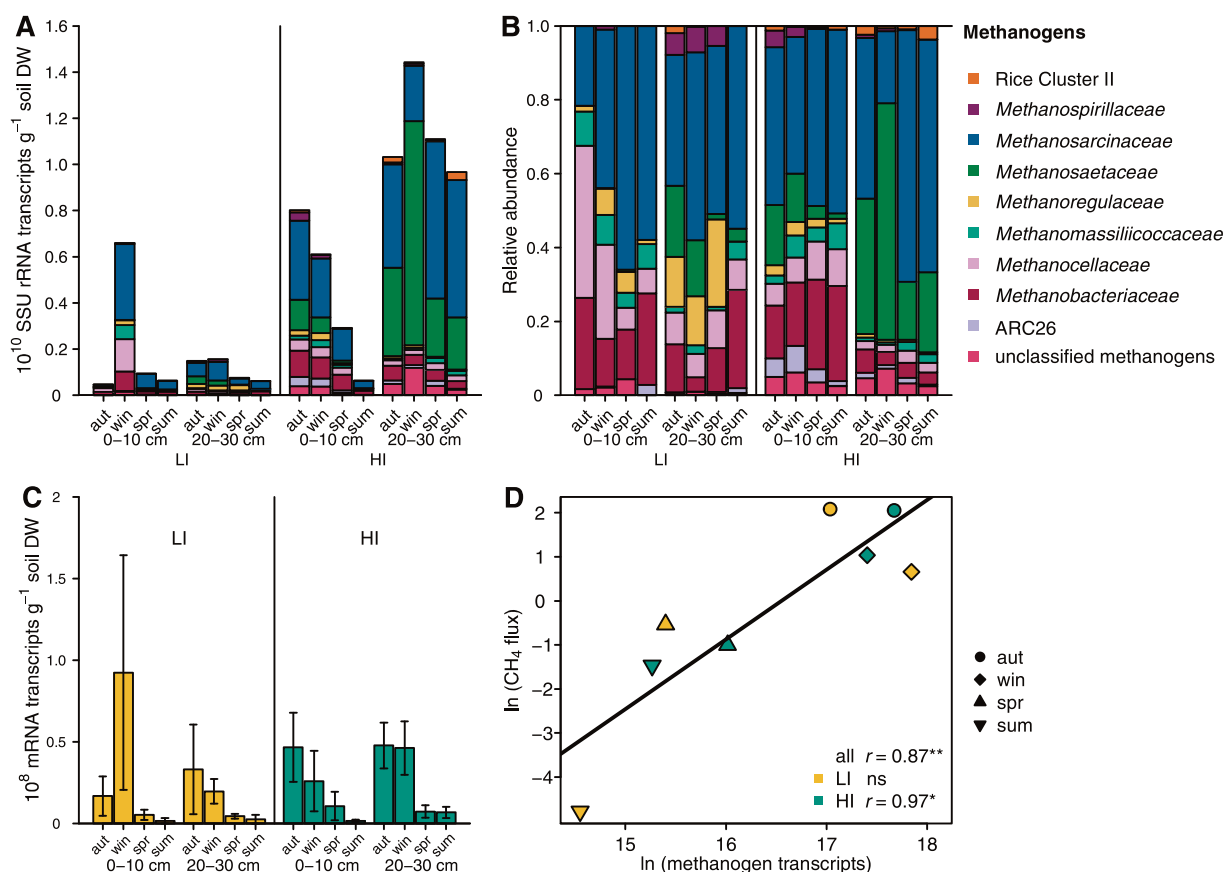 A
10¹⁰ SSU rRNA transcripts g⁻¹ soil DW
1.6
1.4
1.2
1.0
0.8
0.6
0.4
0.2
0
aut win spr sum aut win spr sum aut win spr sum aut win spr sum
0–10 cm 20–30 cm 0–10 cm 20–30 cm
LI HI
B
Relative abundance
1.0
0.8
0.6
0.4
0.2
0
aut win spr sum aut win spr sum aut win spr sum aut win spr sum
0–10 cm 20–30 cm 0–10 cm 20–30 cm
LI HI
Methanogens
Rice Cluster II
Methanospirillaceae
Methanosarcinaceae
Methanosaetaceae
Methanoregulaceae
Methanomassiliicoccaceae
Methanocellaceae
Methanobacteriaceae
ARC26
unclassified methanogens
C
10⁸ mRNA transcripts g⁻¹ soil DW
2
1.5
1.0
0.5
0
LI HI
aut win spr sum aut win spr sum aut win spr sum aut win spr sum
0–10 cm 20–30 cm 0–10 cm 20–30 cm
D
ln (CH₄ flux)
2
1
0
−1
−2
−3
−4
all r = 0.87**
LI ns
HI r = 0.97*
15 16 17 18
ln (methanogen transcripts)
aut
win
spr
sum